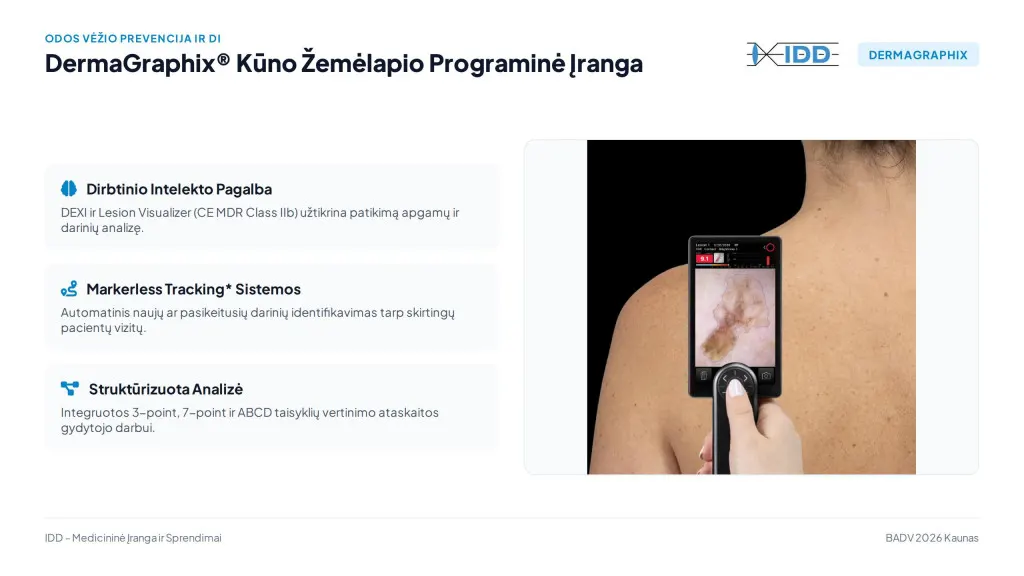 ODOS VĖŽIO PREVENCIJA IR DI
DermaGraphix® Kūno Žemėlapio Programinė Įranga
IDD
DERMAGRAPHIX
Dirbtinio Intelekto Pagalba
DEXI ir Lesion Visualizer (CE MDR Class IIb) užtikrina patikimą apgamų ir
darinių analizę.
Markerless Tracking* Sistemos
Automatinis naujų ar pasikeitusių darinių identifikavimas tarp skirtingų
pacientų vizitų.
Struktūrizuota Analizė
Integruotos 3–point, 7–point ir ABCD taisyklių vertinimo ataskaitos
gydytojo darbui.
IDD – Medicininė Įranga ir Sprendimai
BADV 2026 Kaunas